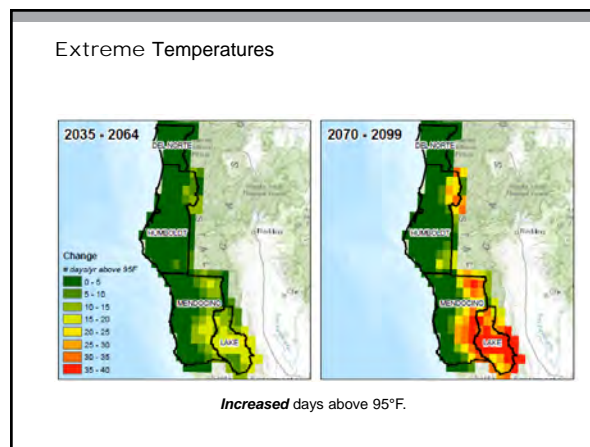 Extreme Temperatures
2035 - 2064
DEL NORTE
HUMBOLDT
Redding
Change
# days/yr above 95F
0 - 5
5 - 10
10 - 15
15 - 20
20 - 25
25 - 30
30 - 35
35 - 40
MENDOCINO
LAKE
2070 - 2099
DEL NORTE
HUMBOLDT
Redding
MENDOCINO
LAKE
Increased days above 95°F.